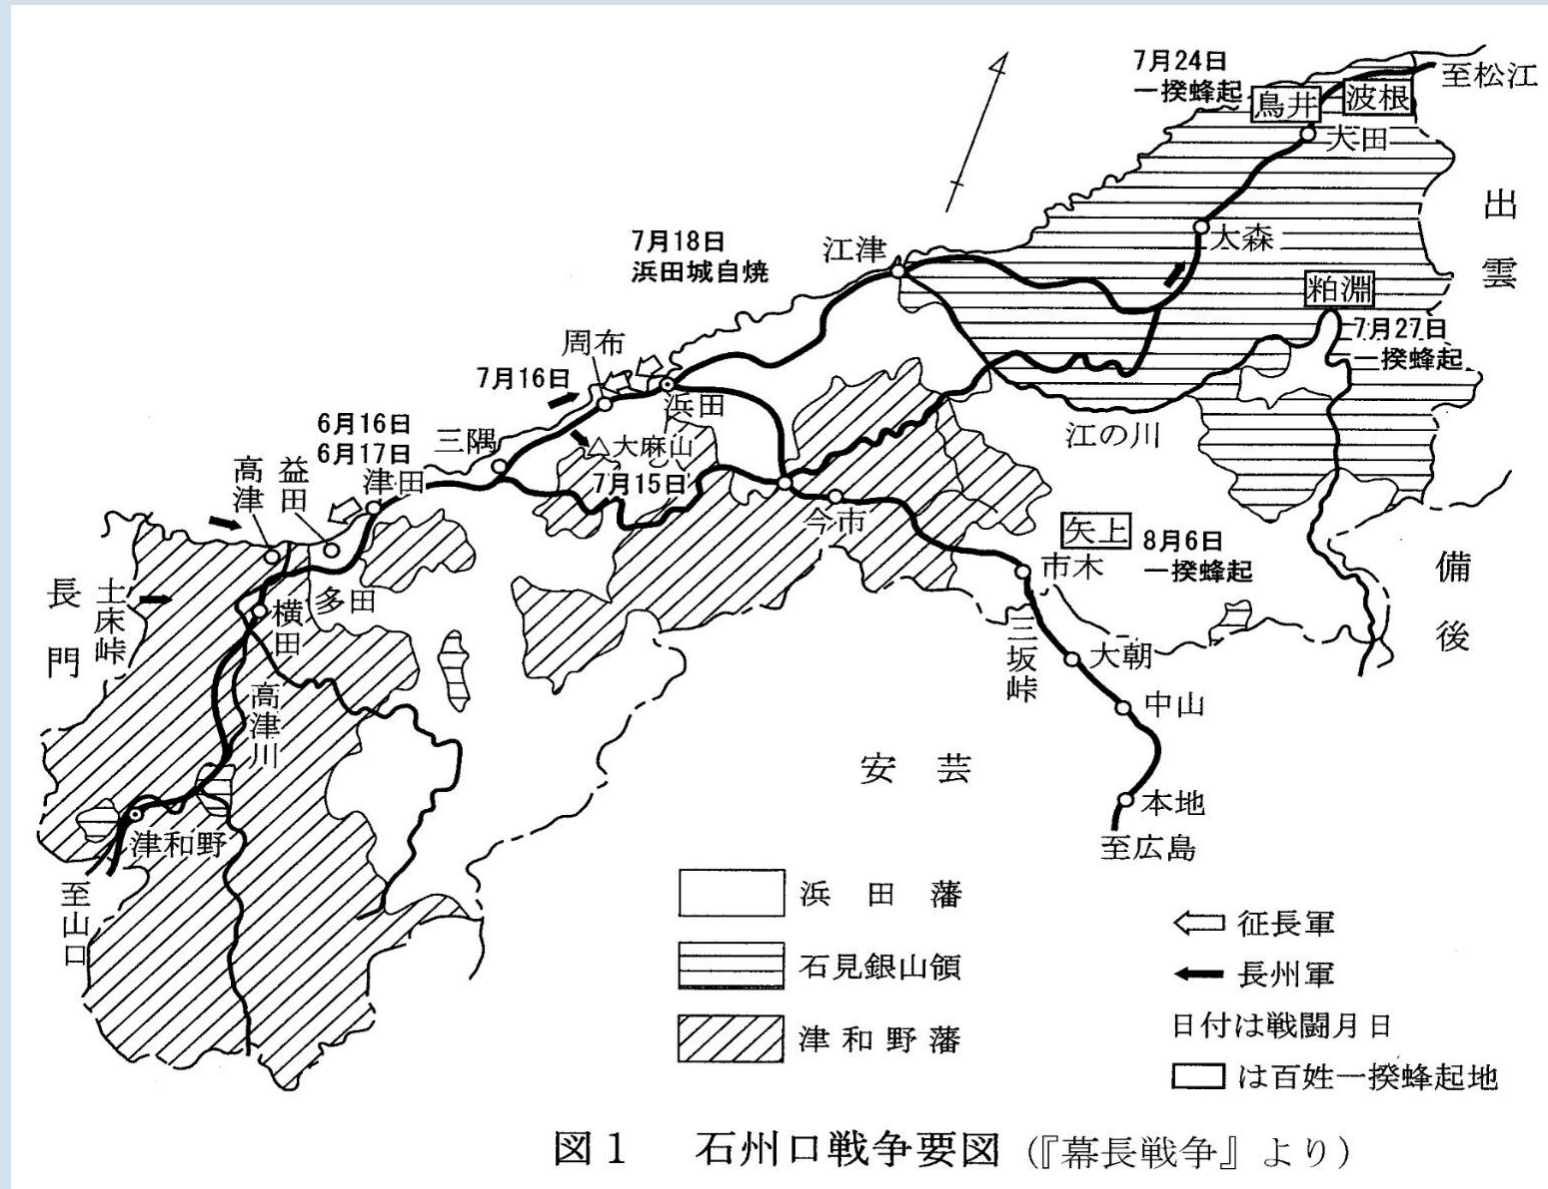 7月24日
一揆蜂起
鳥井
波根
至松江
大田
出雲
7月18日
浜田城自焼
江津
大森
粕淵
7月27日
一揆蜂起
周布
7月16日
浜田
6月16日
6月17日
三隅
大麻山
7月15日
江の川
高津
益田
津田
今市
矢上
8月6日
一揆蜂起
市木
備後
長門
土床峠
横田
多田
三坂峠
大朝
中山
高津川
安芸
本地
至広島
津和野
至山口
浜田藩
石見銀山領
津和野藩
征長軍
長州軍
日付は戦闘月日
は百姓一揆蜂起地
図1 石州口戦争要図(『幕長戦争』より)